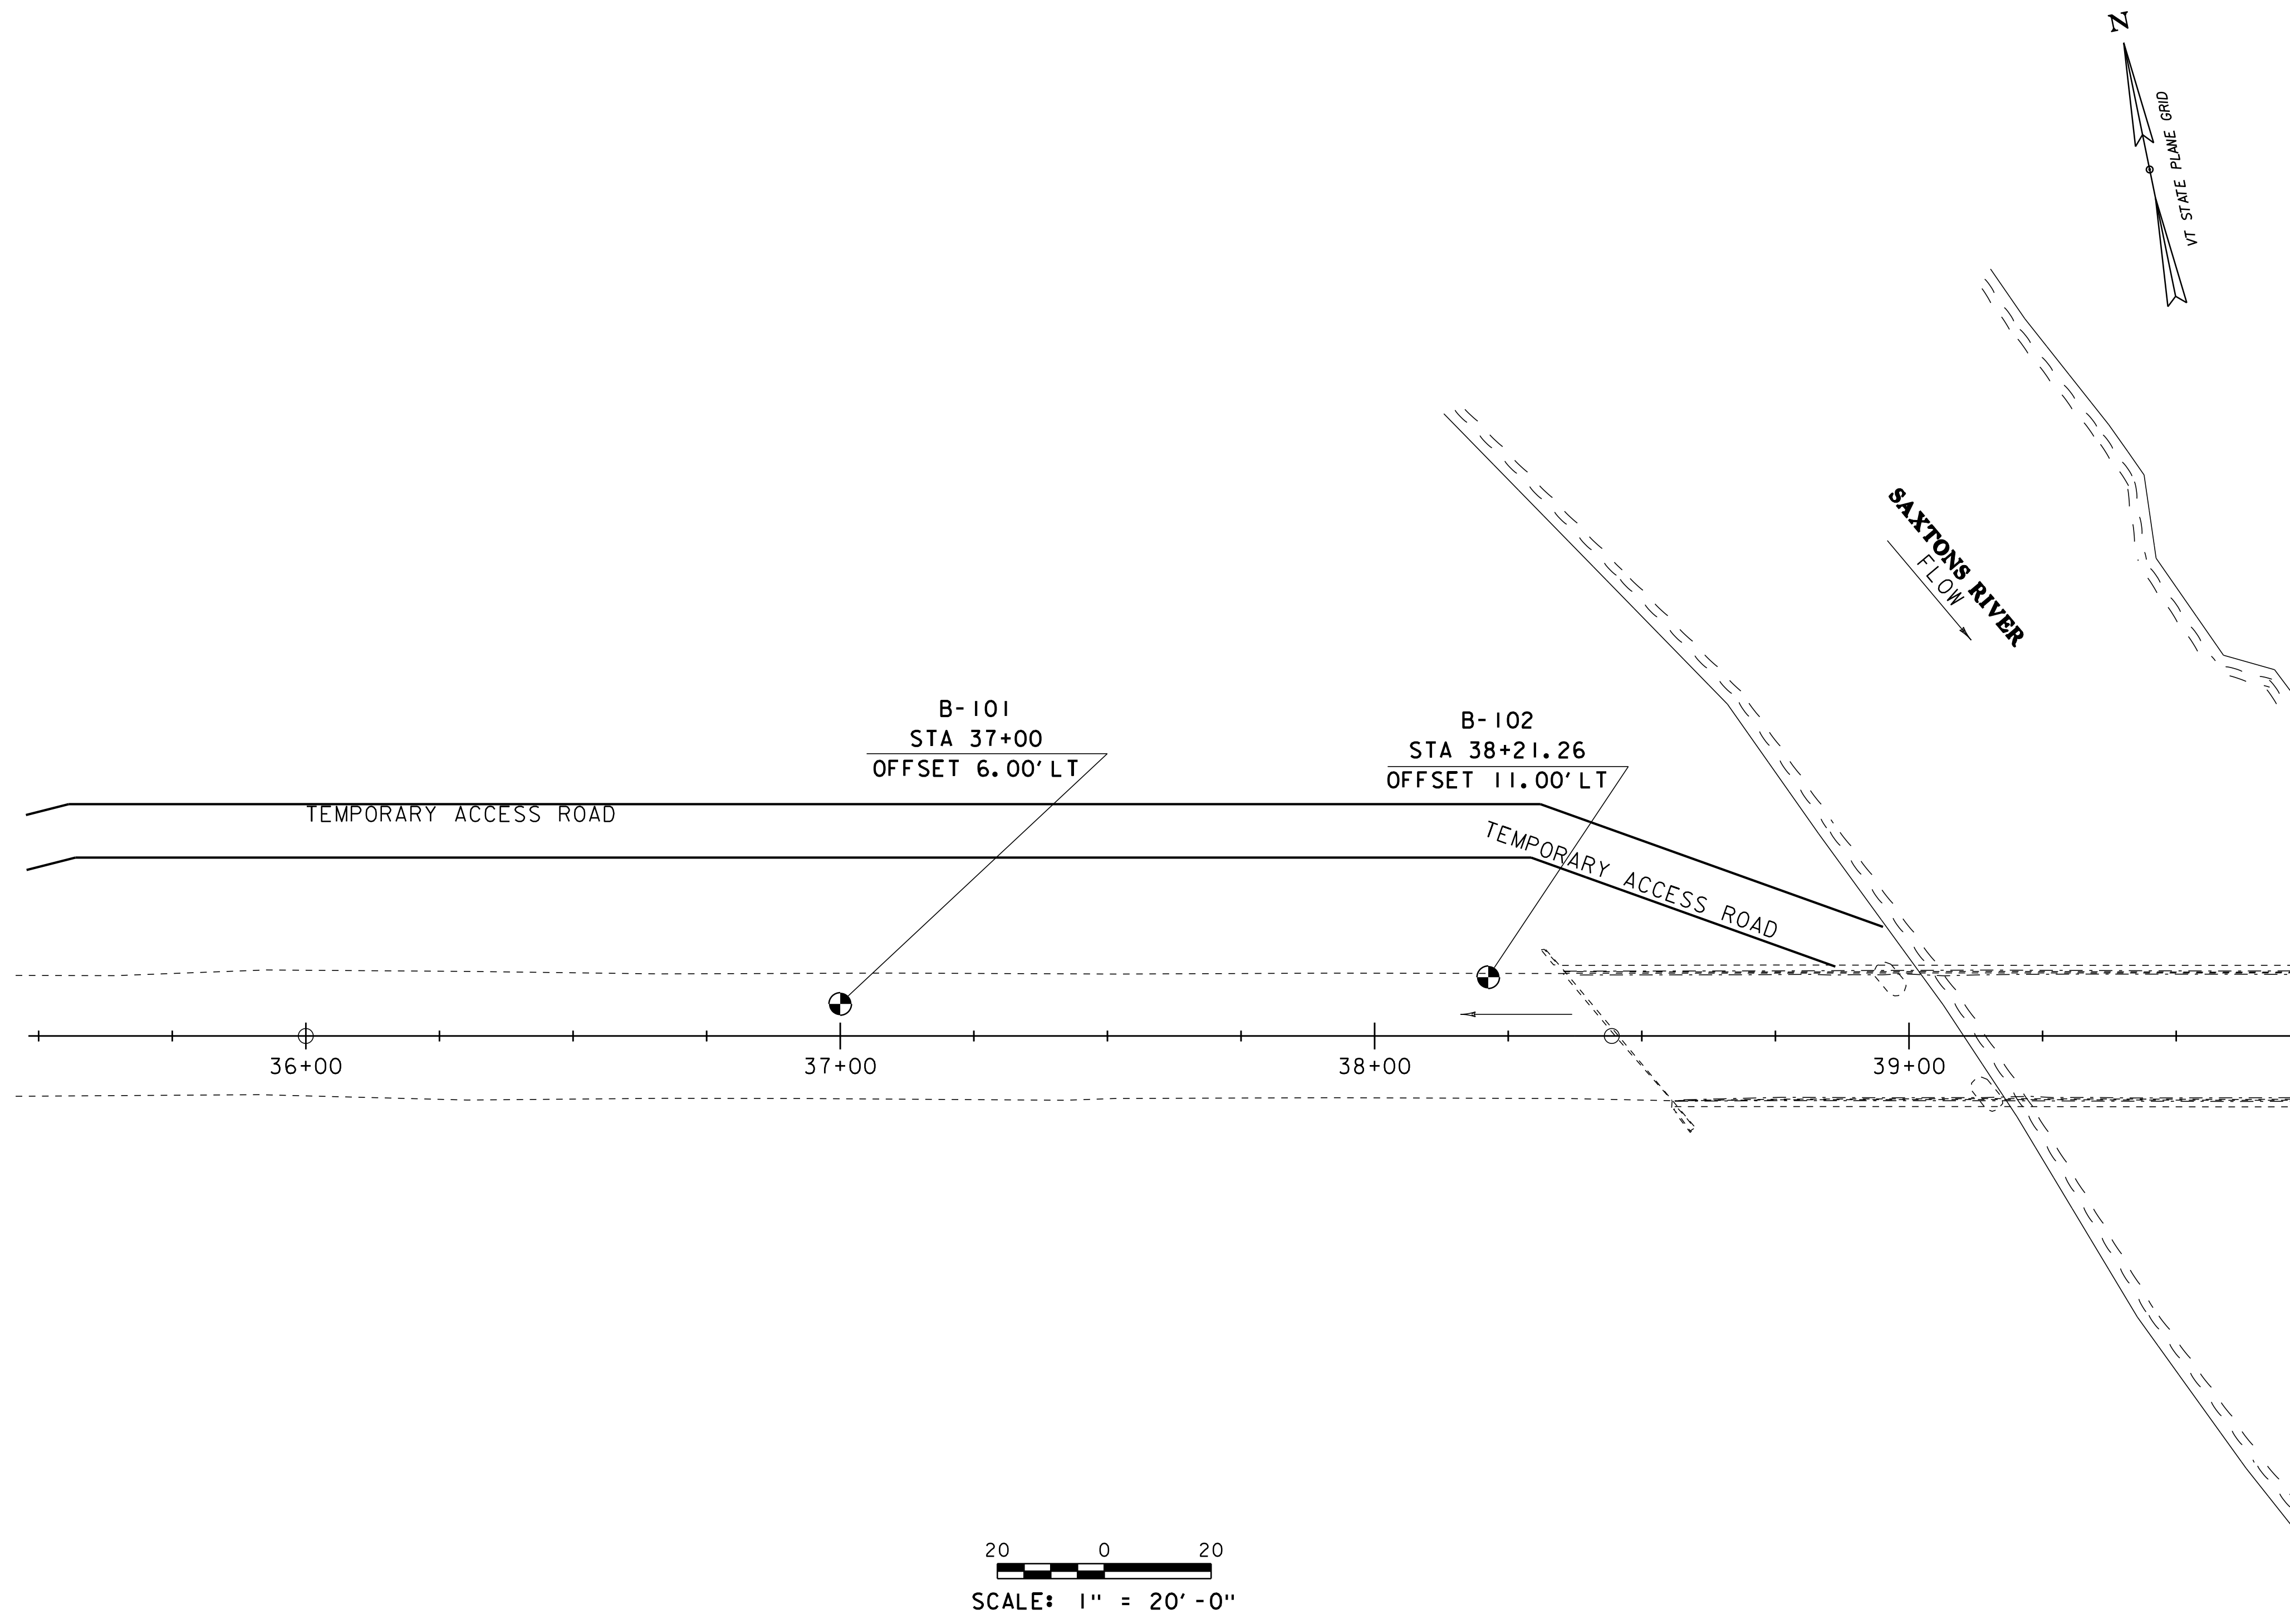 N
VT STATE PLANE GRID
SAXTONS RIVER
FLOW
B-101
STA 37+00
OFFSET 6.00' LT
B-102
STA 38+21.26
OFFSET 11.00' LT
TEMPORARY ACCESS ROAD
TEMPORARY ACCESS ROAD
36+00 37+00 38+00 39+00
20 0 20
SCALE: 1" = 20'-0"